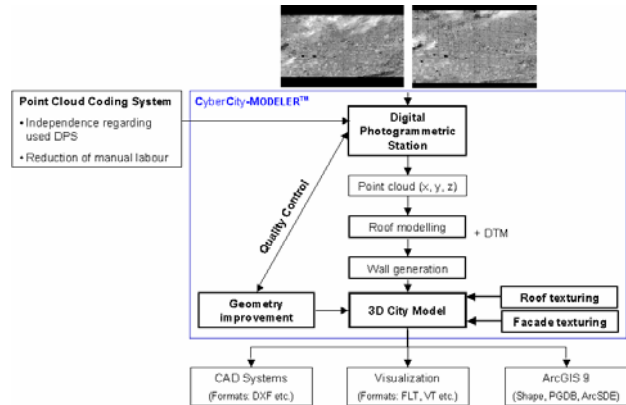 Point Cloud Coding System
• Independence regarding
used DPS
• Reduction of manual labour
CyberCity-MODELER™
Digital
Photogrammetric
Station
Point cloud (x, y, z)
Roof modelling
+ DTM
Wall generation
Quality Control
Geometry
improvement
3D City Model
Roof texturing
Facade texturing
CAD Systems
(Formats: DXF etc.)
Visualization
(Formats: FLT, VT etc.)
ArcGIS 9
(Shape, PGDB, ArcSDE)